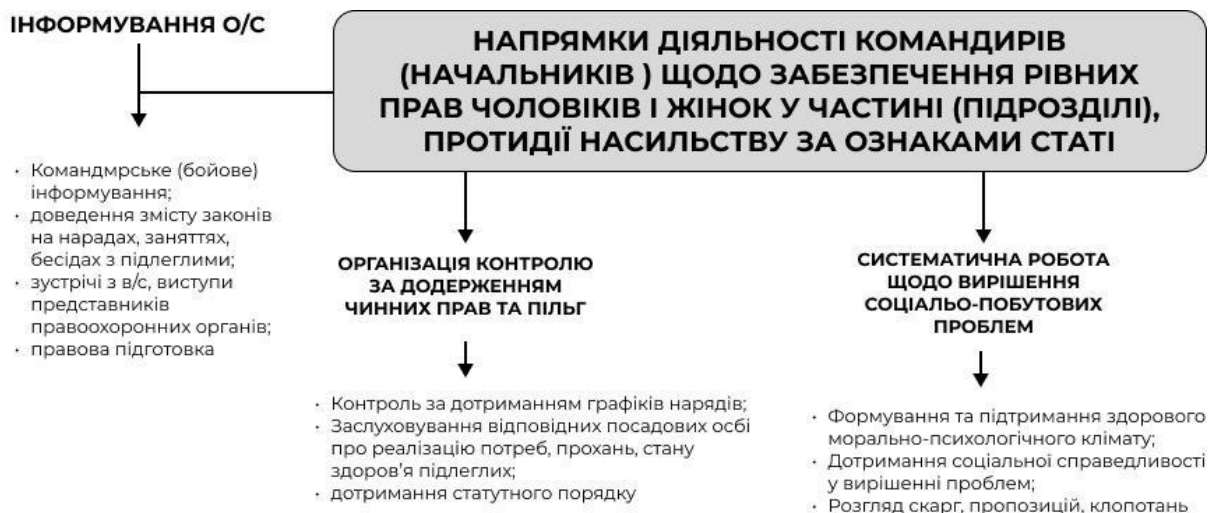 ІНФОРМУВАННЯ О/С
НАПРЯМКИ ДІЯЛЬНОСТІ КОМАНДИРІВ
(НАЧАЛЬНИКІВ ) ЩОДО ЗАБЕЗПЕЧЕННЯ РІВНИХ
ПРАВ ЧОЛОВІКІВ І ЖІНОК У ЧАСТИНІ (ПІДРОЗДІЛІ),
ПРОТИДІЇ НАСИЛЬСТВУ ЗА ОЗНАКАМИ СТАТІ
· Командмрське (бойове)
інформування;
· доведення змісту законів
на нарадах, заняттях,
бесідах з підлеглими;
· зустрічі з в/с, виступи
представників
правоохоронних органів;
· правова підготовка
ОРГАНІЗАЦІЯ КОНТРОЛЮ
ЗА ДОДЕРЖАННЯМ
ЧИННИХ ПРАВ ТА ПІЛЬГ
· Контроль за дотриманням графіків нарядів;
· Заслуховування відповідних посадових осбі
про реалізацію потреб, прохань, стану
здоров'я підлеглих;
· дотримання статутного порядку
СИСТЕМАТИЧНА РОБОТА
ЩОДО ВИРІШЕННЯ
СОЦІАЛЬО-ПОБУТОВИХ
ПРОБЛЕМ
· Формування та підтримання здорового
морально-психологічного клімату;
· Дотримання соціальної справедливості
у вирішенні проблем;
· Розгляд скарг, пропозицій, клопотань